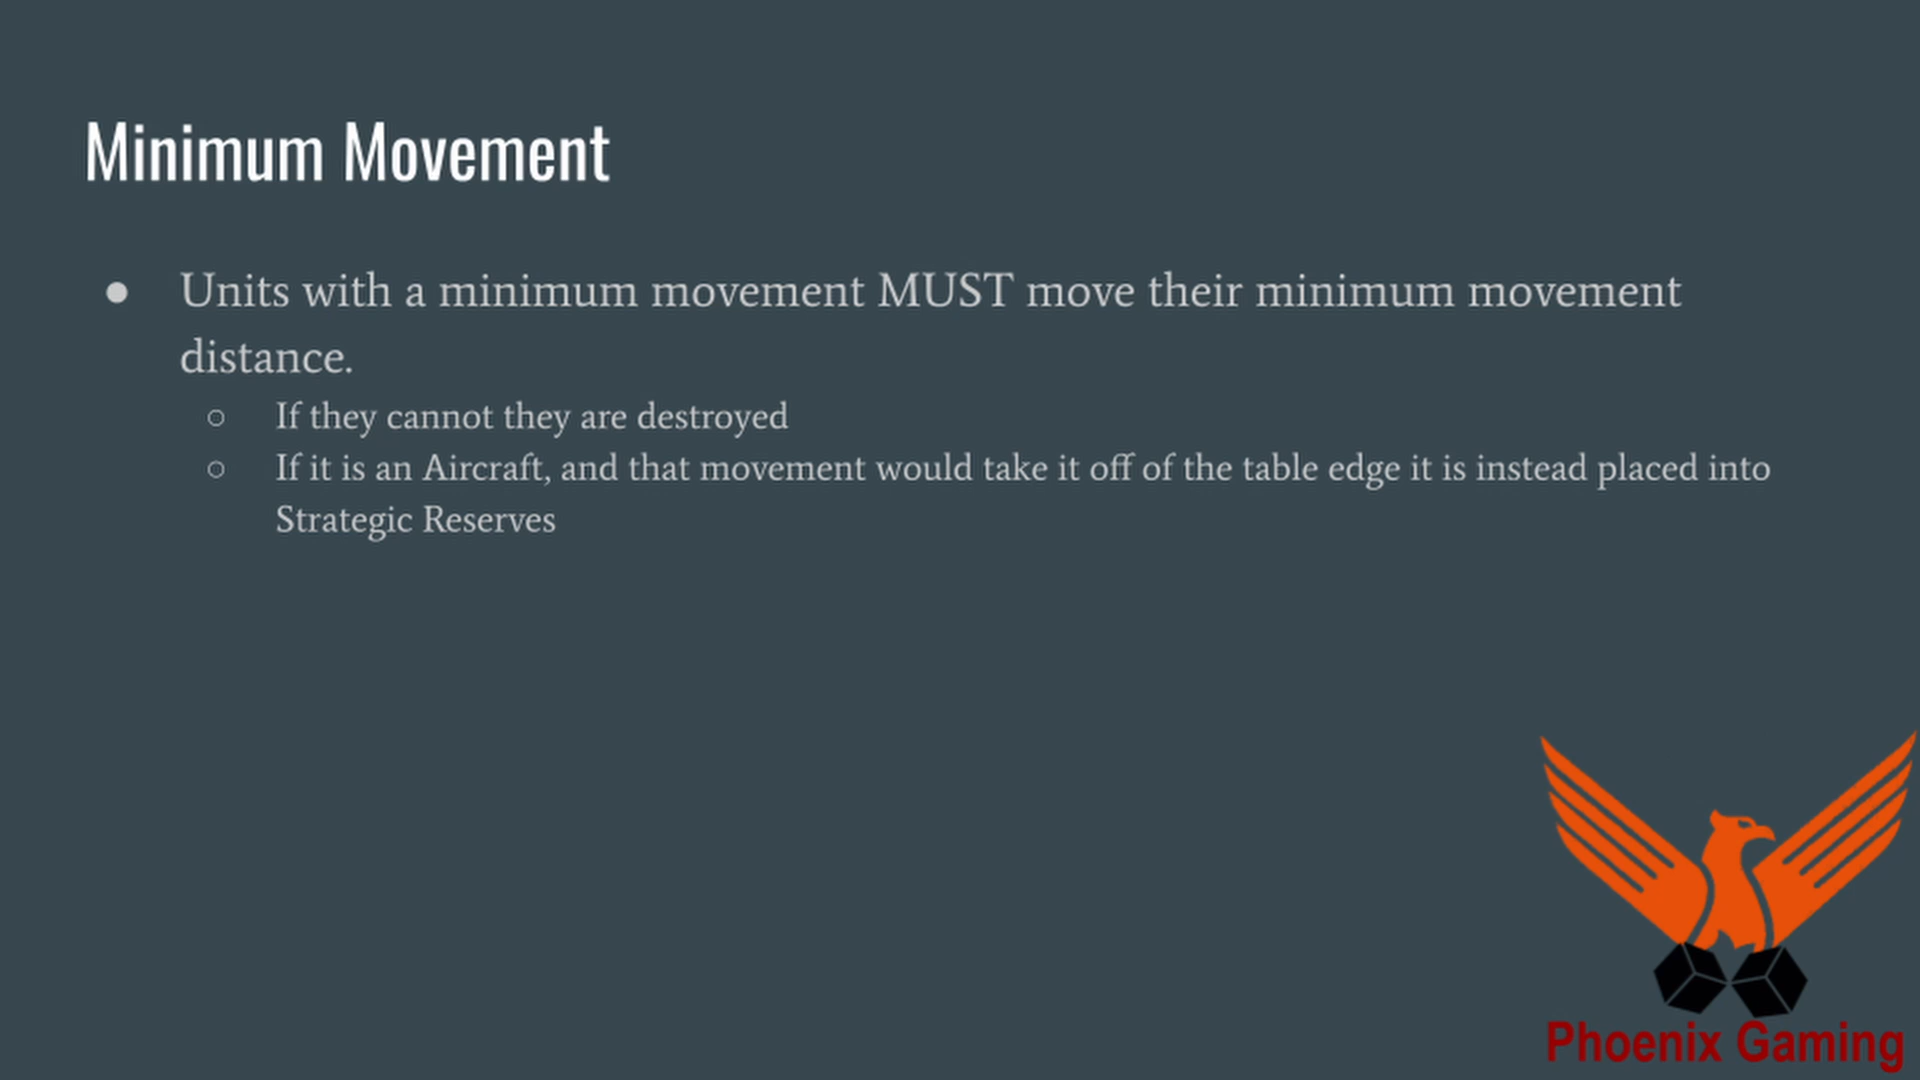 Minimum Movement
● Units with a minimum movement MUST move their minimum movement
distance.
○ If they cannot they are destroyed
○ If it is an Aircraft, and that movement would take it off of the table edge it is instead placed into
Strategic Reserves
Phoenix Gaming